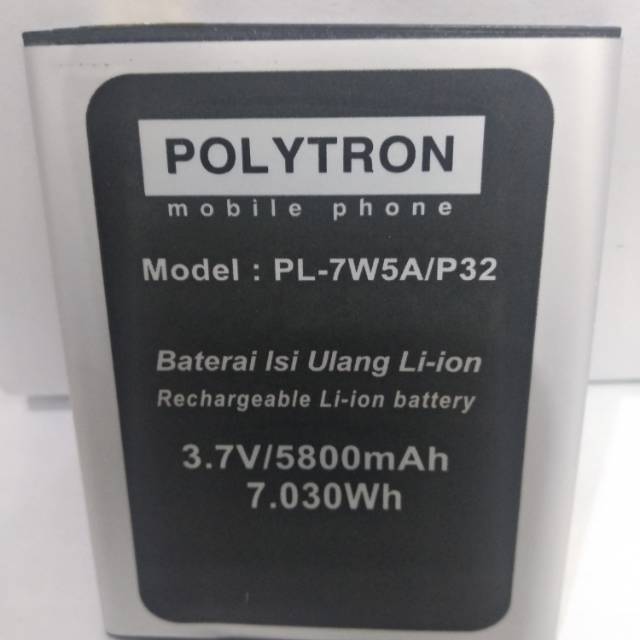 POLYTRON
mobile phone
Model : PL-7W5A/P32
Baterai Isi Ulang Li-ion
Rechargeable Li-ion battery
3.7V/5800mAh
7.030Wh